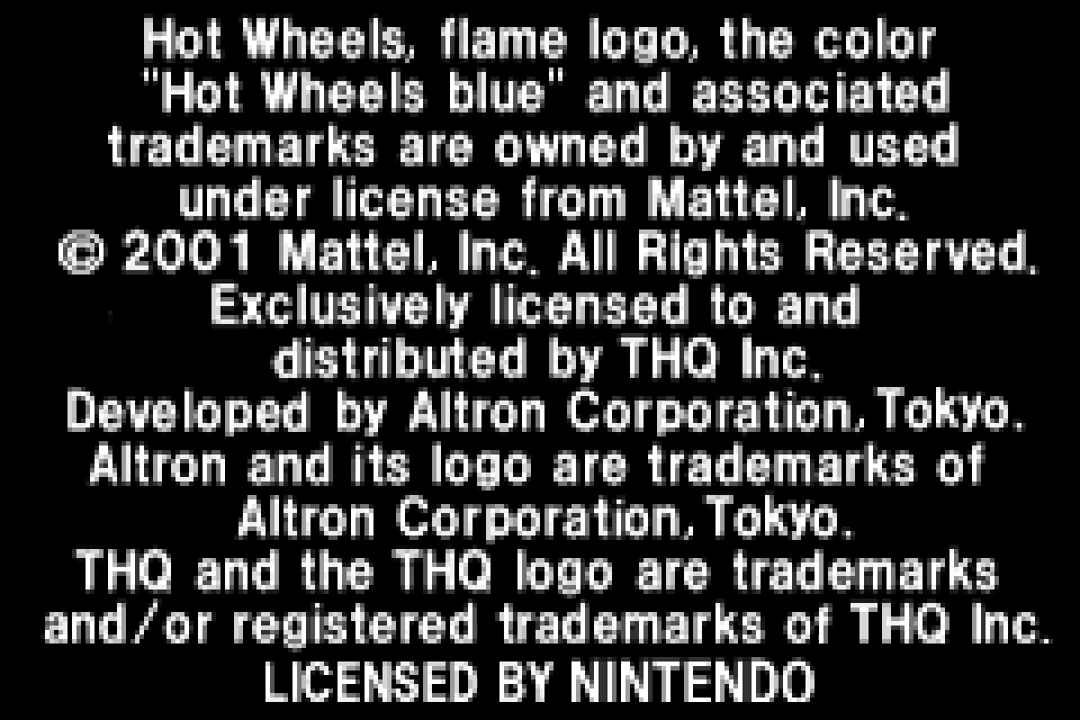 Hot Wheels, flame logo, the color
"Hot Wheels blue" and associated
trademarks are owned by and used
under license from Mattel, Inc.
© 2001 Mattel, Inc. All Rights Reserved.
Exclusively licensed to and
distributed by THQ Inc.
Developed by Altron Corporation, Tokyo.
Altron and its logo are trademarks of
Altron Corporation, Tokyo.
THQ and the THQ logo are trademarks
and/or registered trademarks of THQ Inc.
LICENSED BY NINTENDO